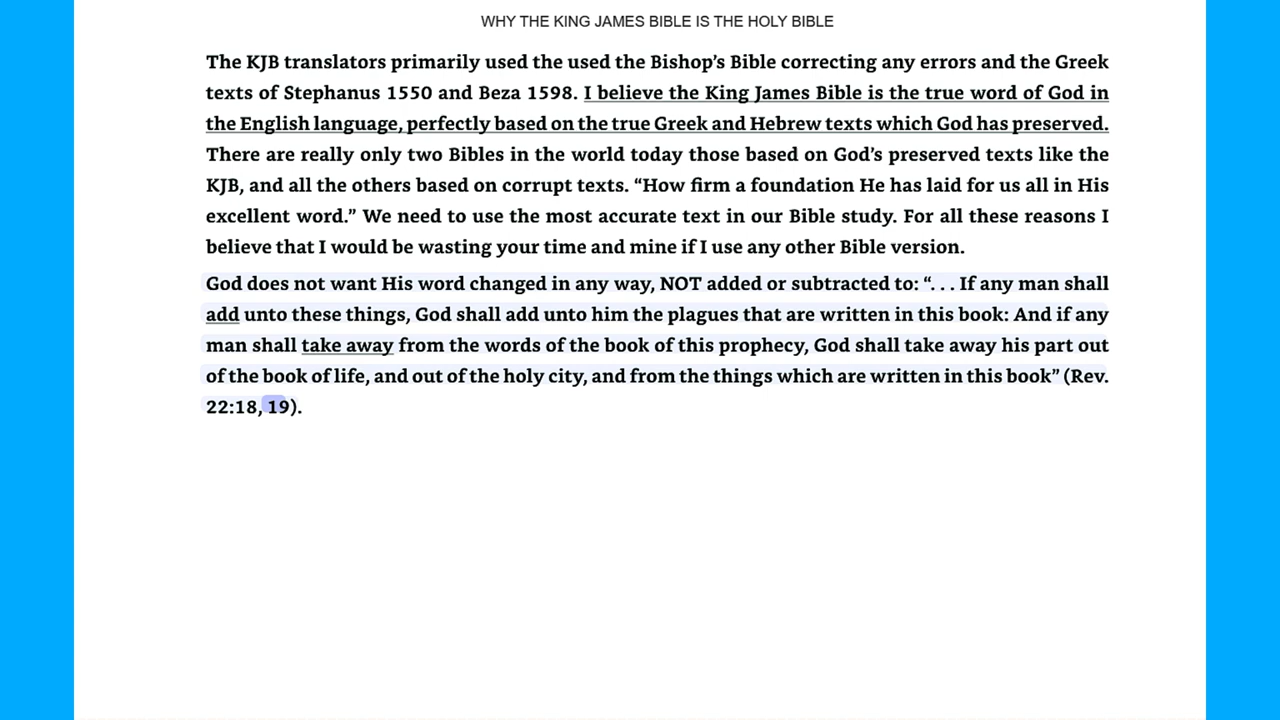 WHY THE KING JAMES BIBLE IS THE HOLY BIBLE
The KJB translators primarily used the used the Bishop’s Bible correcting any errors and the Greek
texts of Stephanus 1550 and Beza 1598. I believe the King James Bible is the true word of God in
the English language, perfectly based on the true Greek and Hebrew texts which God has preserved.
There are really only two Bibles in the world today those based on God’s preserved texts like the
KJB, and all the others based on corrupt texts. “How firm a foundation He has laid for us all in His
excellent word.” We need to use the most accurate text in our Bible study. For all these reasons I
believe that I would be wasting your time and mine if I use any other Bible version.
God does not want His word changed in any way, NOT added or subtracted to: “. . . If any man shall
add unto these things, God shall add unto him the plagues that are written in this book: And if any
man shall take away from the words of the book of this prophecy, God shall take away his part out
of the book of life, and out of the holy city, and from the things which are written in this book” (Rev.
22:18, 19).